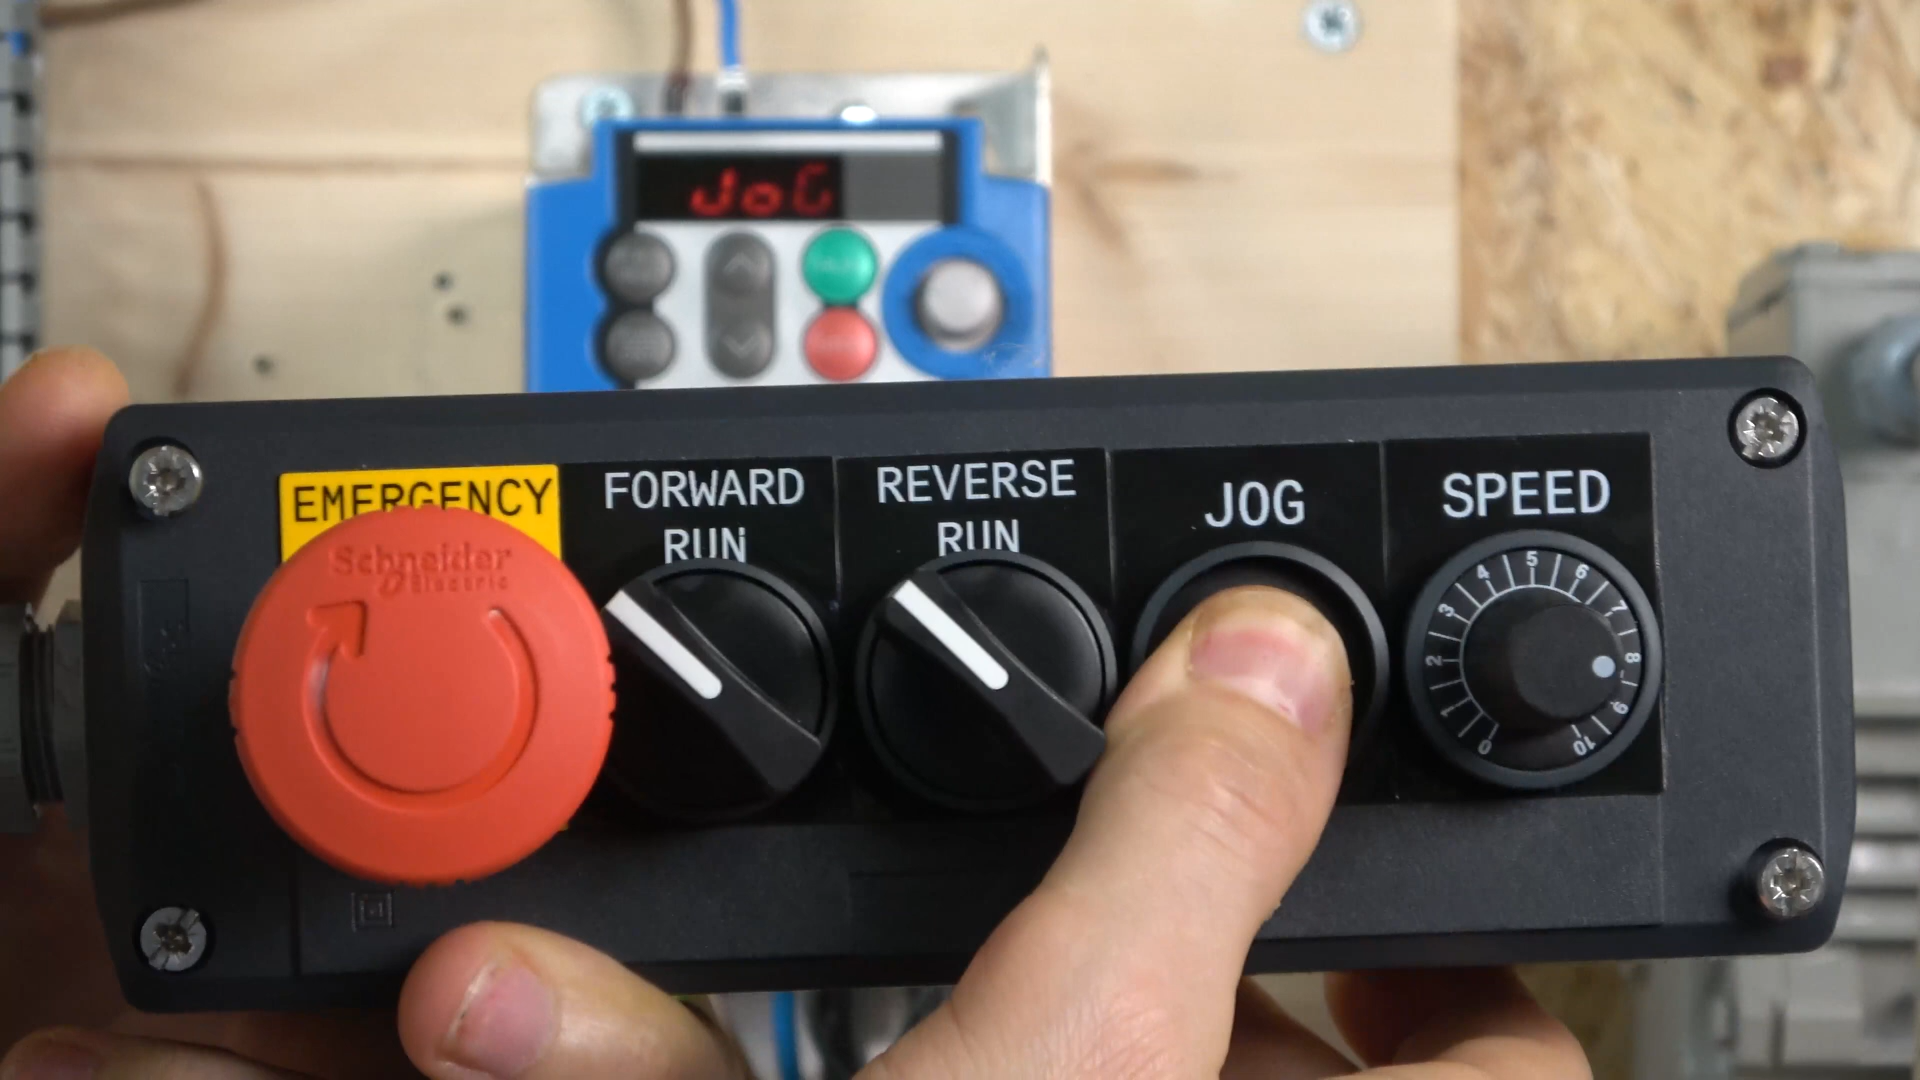 JoG
EMERGENCY
Schneider
Electric
FORWARD
RUN
REVERSE
RUN
JOG
SPEED
0 1 2 3 4 5 6 7 8 9 10